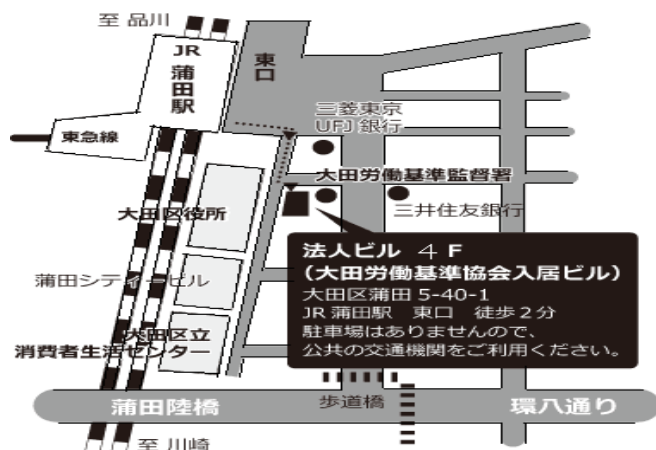 至 品川
JR
蒲田駅
東口
三菱東京
UFJ 銀行
東急線
大田労働基準監督署
三井住友銀行
大田区役所
法人ビル ４ F
（大田労働基準協会入居ビル）
大田区蒲田 5-40-1
JR 蒲田駅　東口　徒歩２分
駐車場はありませんので、
公共の交通機関をご利用ください。
蒲田シティービル
大田区立
消費者生活センター
歩道橋
蒲田陸橋
環八通り
至 川崎